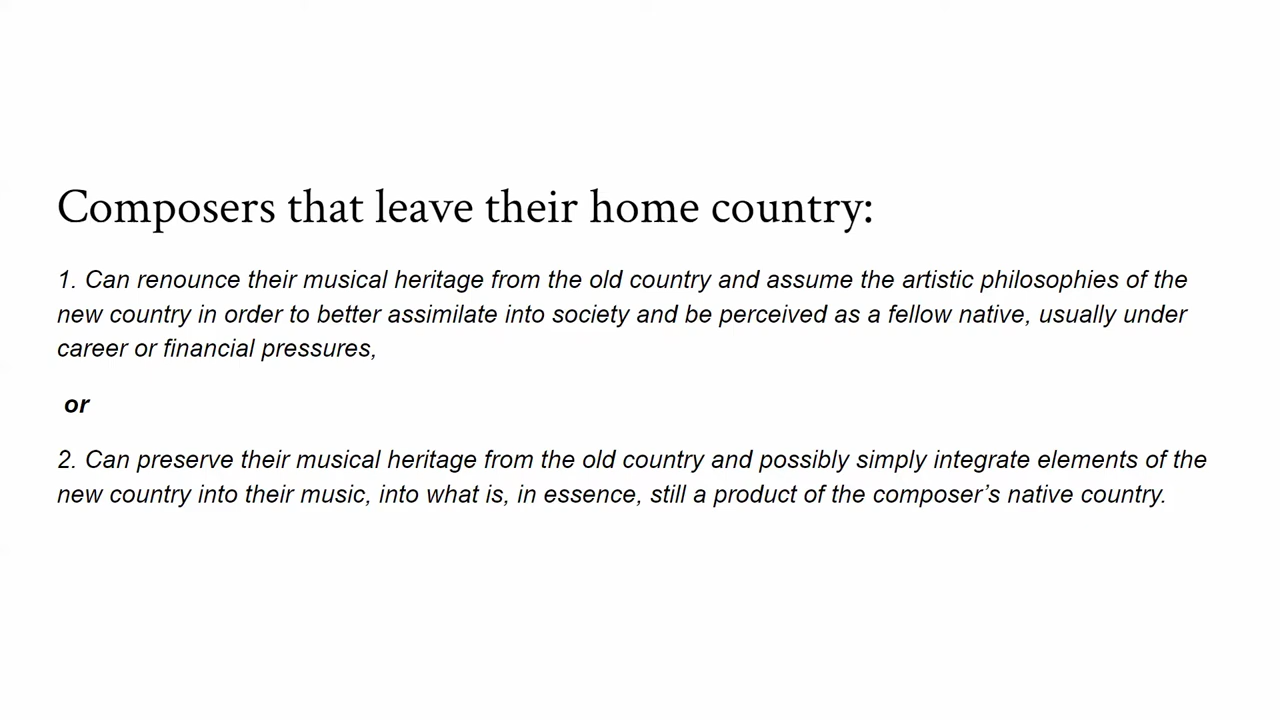 Composers that leave their home country:
1. Can renounce their musical heritage from the old country and assume the artistic philosophies of the
new country in order to better assimilate into society and be perceived as a fellow native, usually under
career or financial pressures,
or
2. Can preserve their musical heritage from the old country and possibly simply integrate elements of the
new country into their music, into what is, in essence, still a product of the composer’s native country.